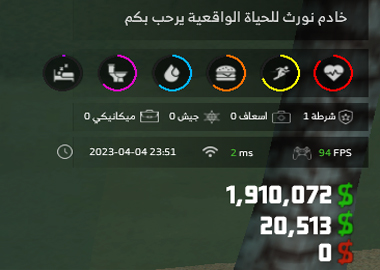 خادم نورث للحياة الواقعية يرحب بكم
شرطة 1 اسعاف 0 جيش 0 ميكانيكي 0
2023-04-04 23:51 2 ms 94 FPS
1,910,072 $
20,513 $
0 $